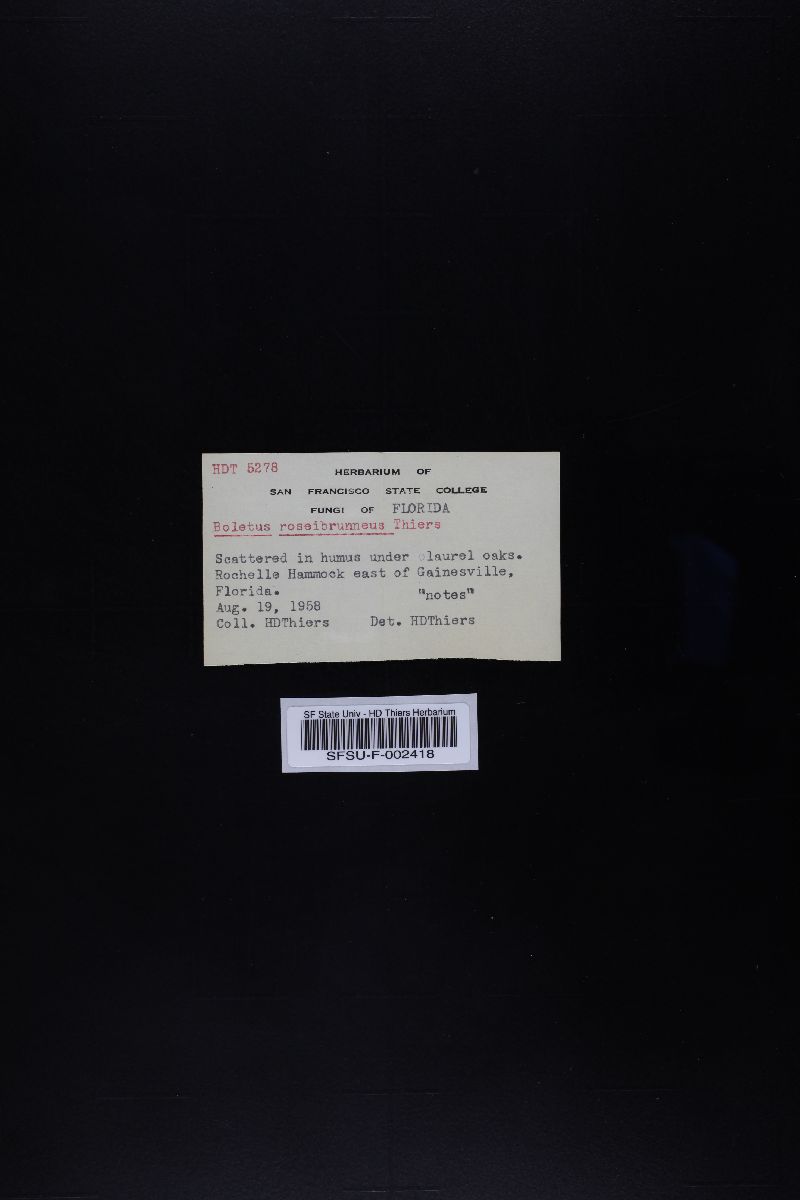 HDT 5278 HERBARIUM OF
SAN FRANCISCO STATE COLLEGE
FUNGI OF FLORIDA
Boletus roseibrunneus Thiers
Scattered in humus under laurel oaks.
Rochelle Hammock east of Gainesville,
Florida. "notes"
Aug. 19, 1958
Coll. HDThiers Det. HDThiers
SF State Univ - HD Thiers Herbarium
SFSU-F-002418